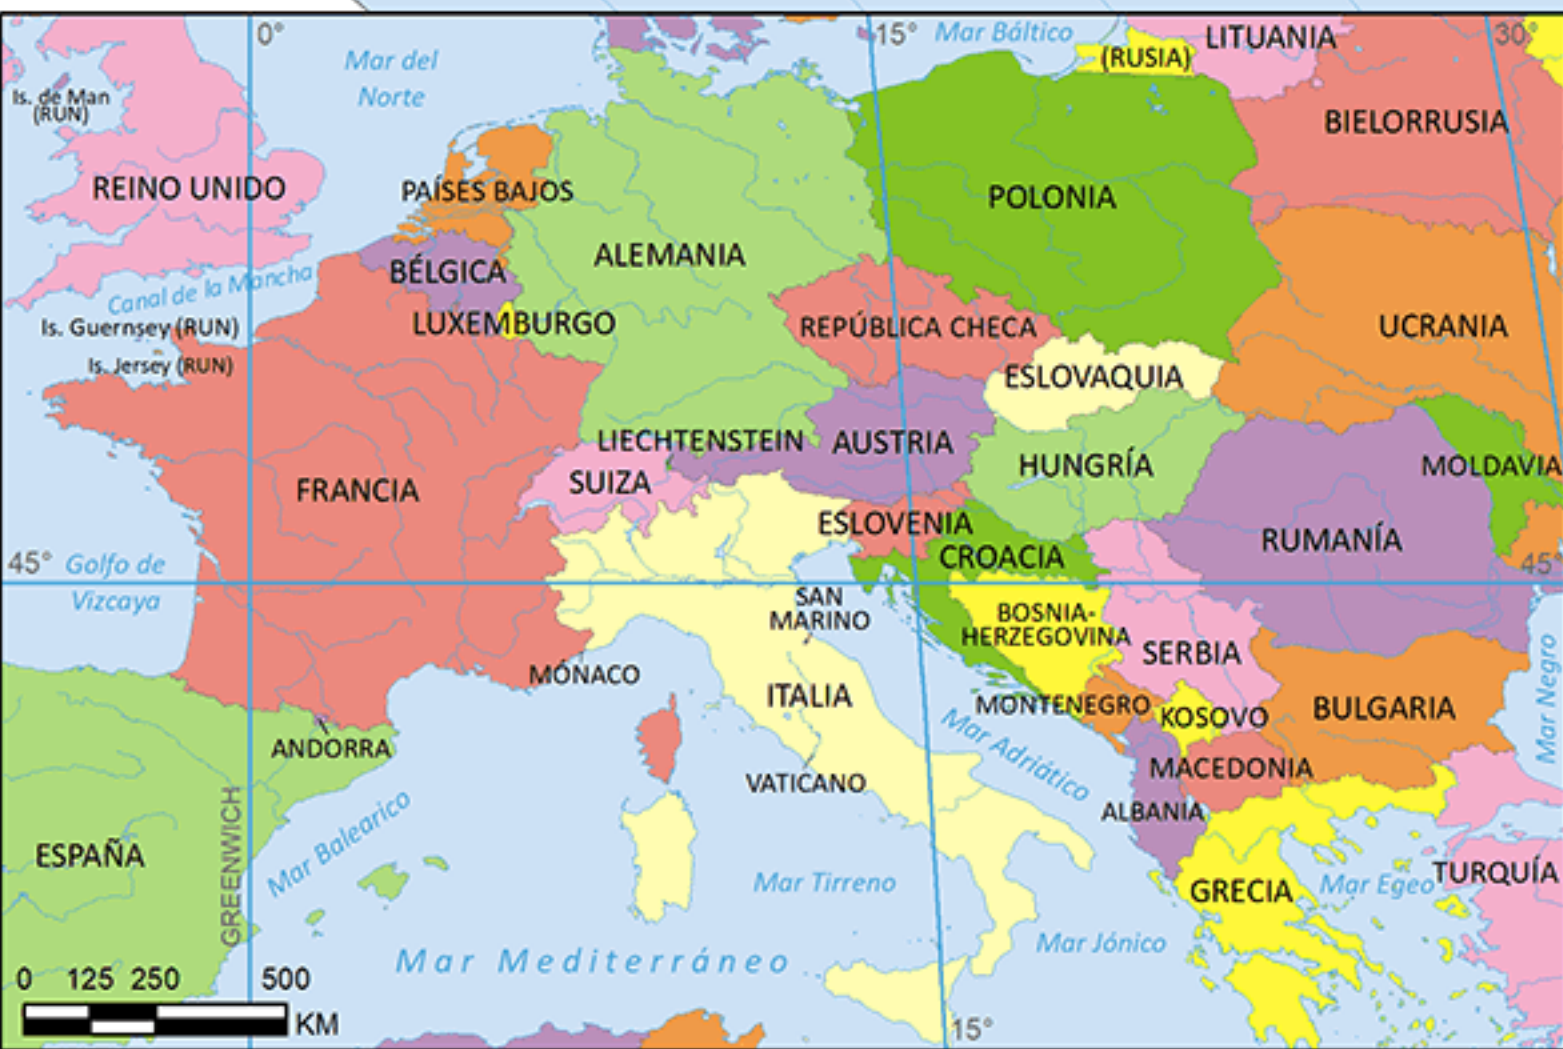 0°
Mar del
Norte
15°
Mar Báltico
(RUSIA)
LITUANIA
30°
Is. de Man
(RUN)
BIELORRUSIA
REINO UNIDO
PAÍSES BAJOS
POLONIA
ALEMANIA
BÉLGICA
Canal de la Mancha
LUXEMBURGO
Is. Guernsey (RUN)
REPÚBLICA CHECA
UCRANIA
Is. Jersey (RUN)
ESLOVAQUIA
LIECHTENSTEIN
AUSTRIA
HUNGRÍA
MOLDAVIA
SUIZA
FRANCIA
ESLOVENIA
CROACIA
RUMANÍA
45°
Golfo de
Vizcaya
45°
SAN
MARINO
BOSNIA-
HERZEGOVINA
SERBIA
MÓNACO
ITALIA
MONTENEGRO
KOSOVO
BULGARIA
Mar Negro
ANDORRA
Mar Adriático
VATICANO
MACEDONIA
ALBANIA
GREENWICH
Mar Balearico
ESPAÑA
Mar Tirreno
GRECIA
Mar Egeo
TURQUÍA
Mar Jónico
Mar Mediterráneo
0 125 250 500
KM
15°